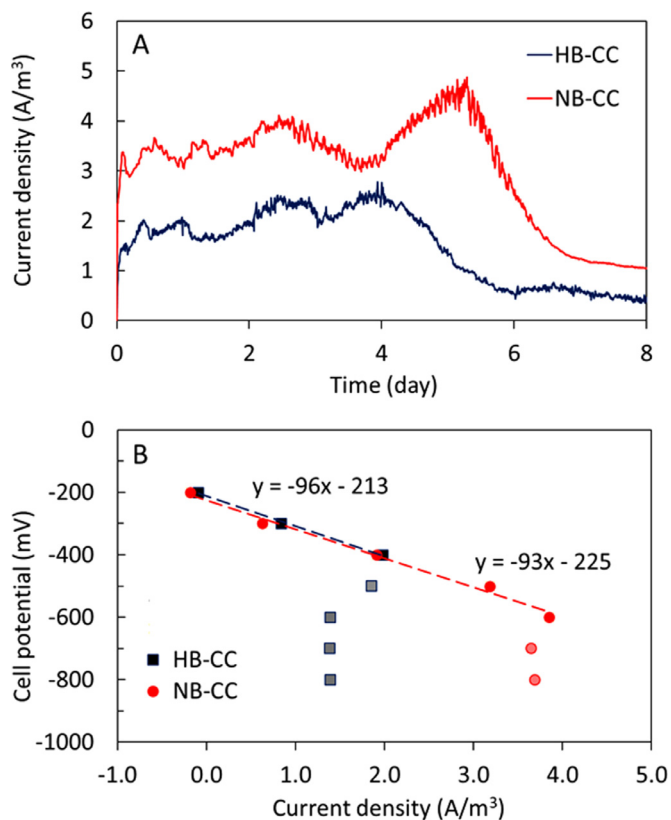 A
HB-CC
NB-CC
Current density (A/m³)
6
5
4
3
2
1
0
0 2 4 6 8
Time (day)
B
y = -96x - 213
y = -93x - 225
HB-CC
NB-CC
Cell potential (mV)
0
-200
-400
-600
-800
-1000
-1.0 0.0 1.0 2.0 3.0 4.0 5.0
Current density (A/m³)